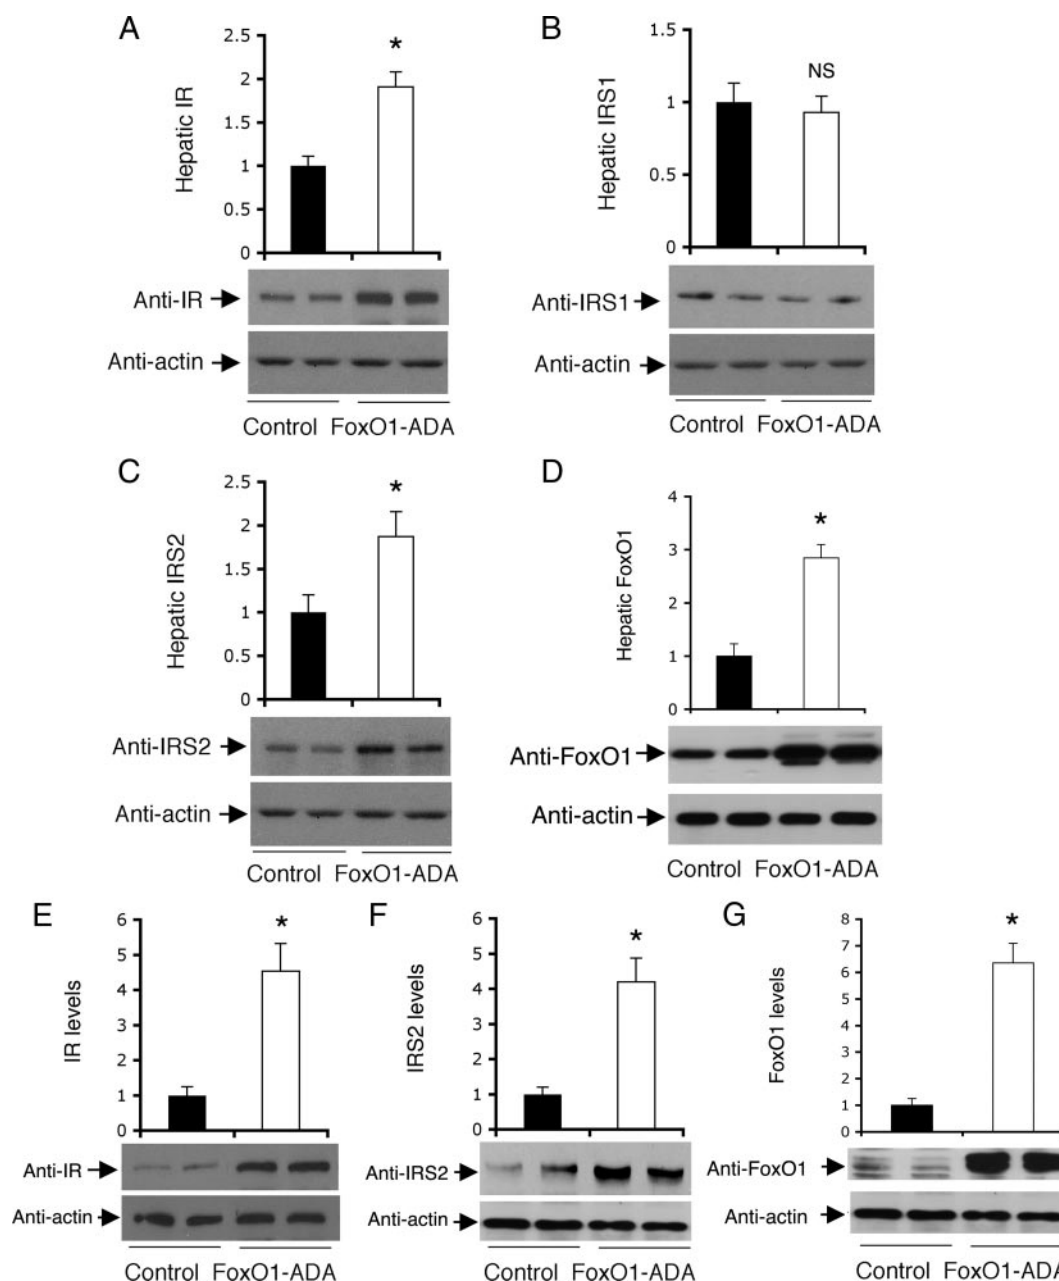 A
2.5
2
1.5
1
0.5
0
Hepatic IR
*
Anti-IR
Anti-actin
Control FoxO1-ADA
B
1.5
1
0.5
0
Hepatic IRS1
NS
Anti-IRS1
Anti-actin
Control FoxO1-ADA
C
2.5
2
1.5
1
0.5
0
Hepatic IRS2
*
Anti-IRS2
Anti-actin
Control FoxO1-ADA
D
4
3
2
1
0
Hepatic FoxO1
*
Anti-FoxO1
Anti-actin
Control FoxO1-ADA
E
6
5
4
3
2
1
0
IR levels
*
Anti-IR
Anti-actin
Control FoxO1-ADA
F
6
5
4
3
2
1
0
IRS2 levels
*
Anti-IRS2
Anti-actin
Control FoxO1-ADA
G
8
7
6
5
4
3
2
1
0
FoxO1 levels
*
Anti-FoxO1
Anti-actin
Control FoxO1-ADA